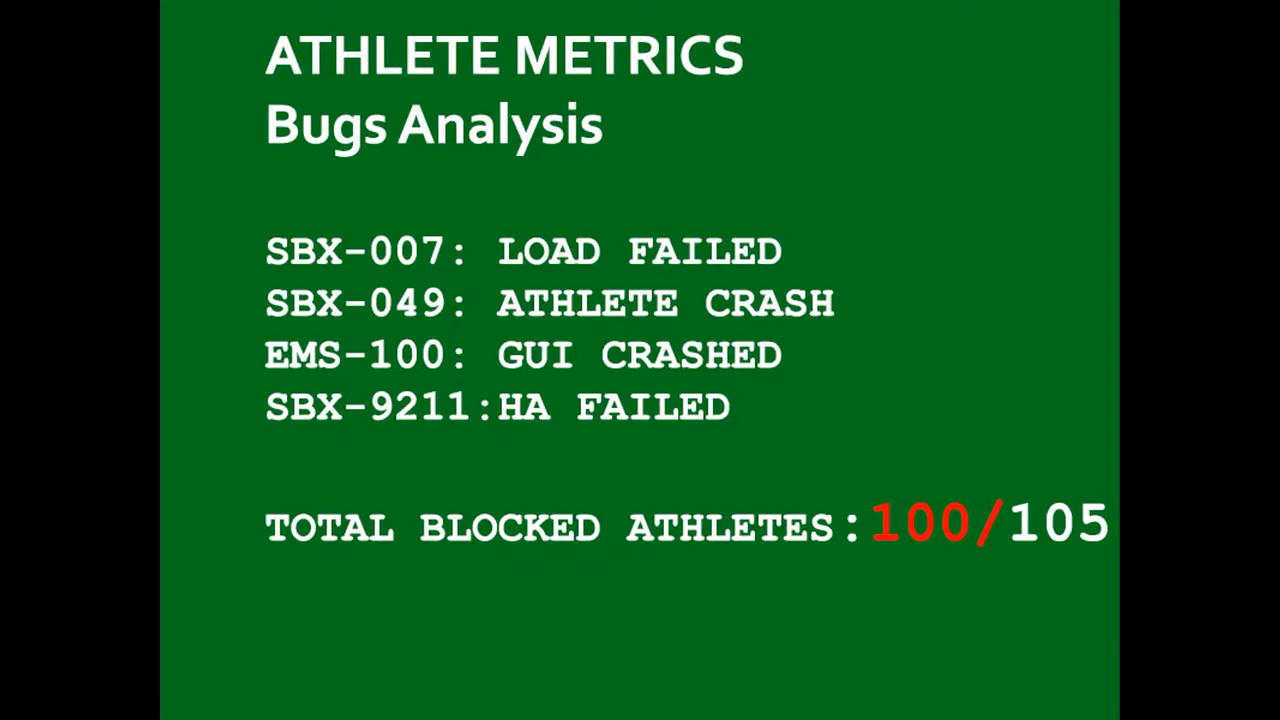 ATHLETE METRICS
Bugs Analysis
SBX-007: LOAD FAILED
SBX-049: ATHLETE CRASH
EMS-100: GUI CRASHED
SBX-9211:HA FAILED
TOTAL BLOCKED ATHLETES:100/105